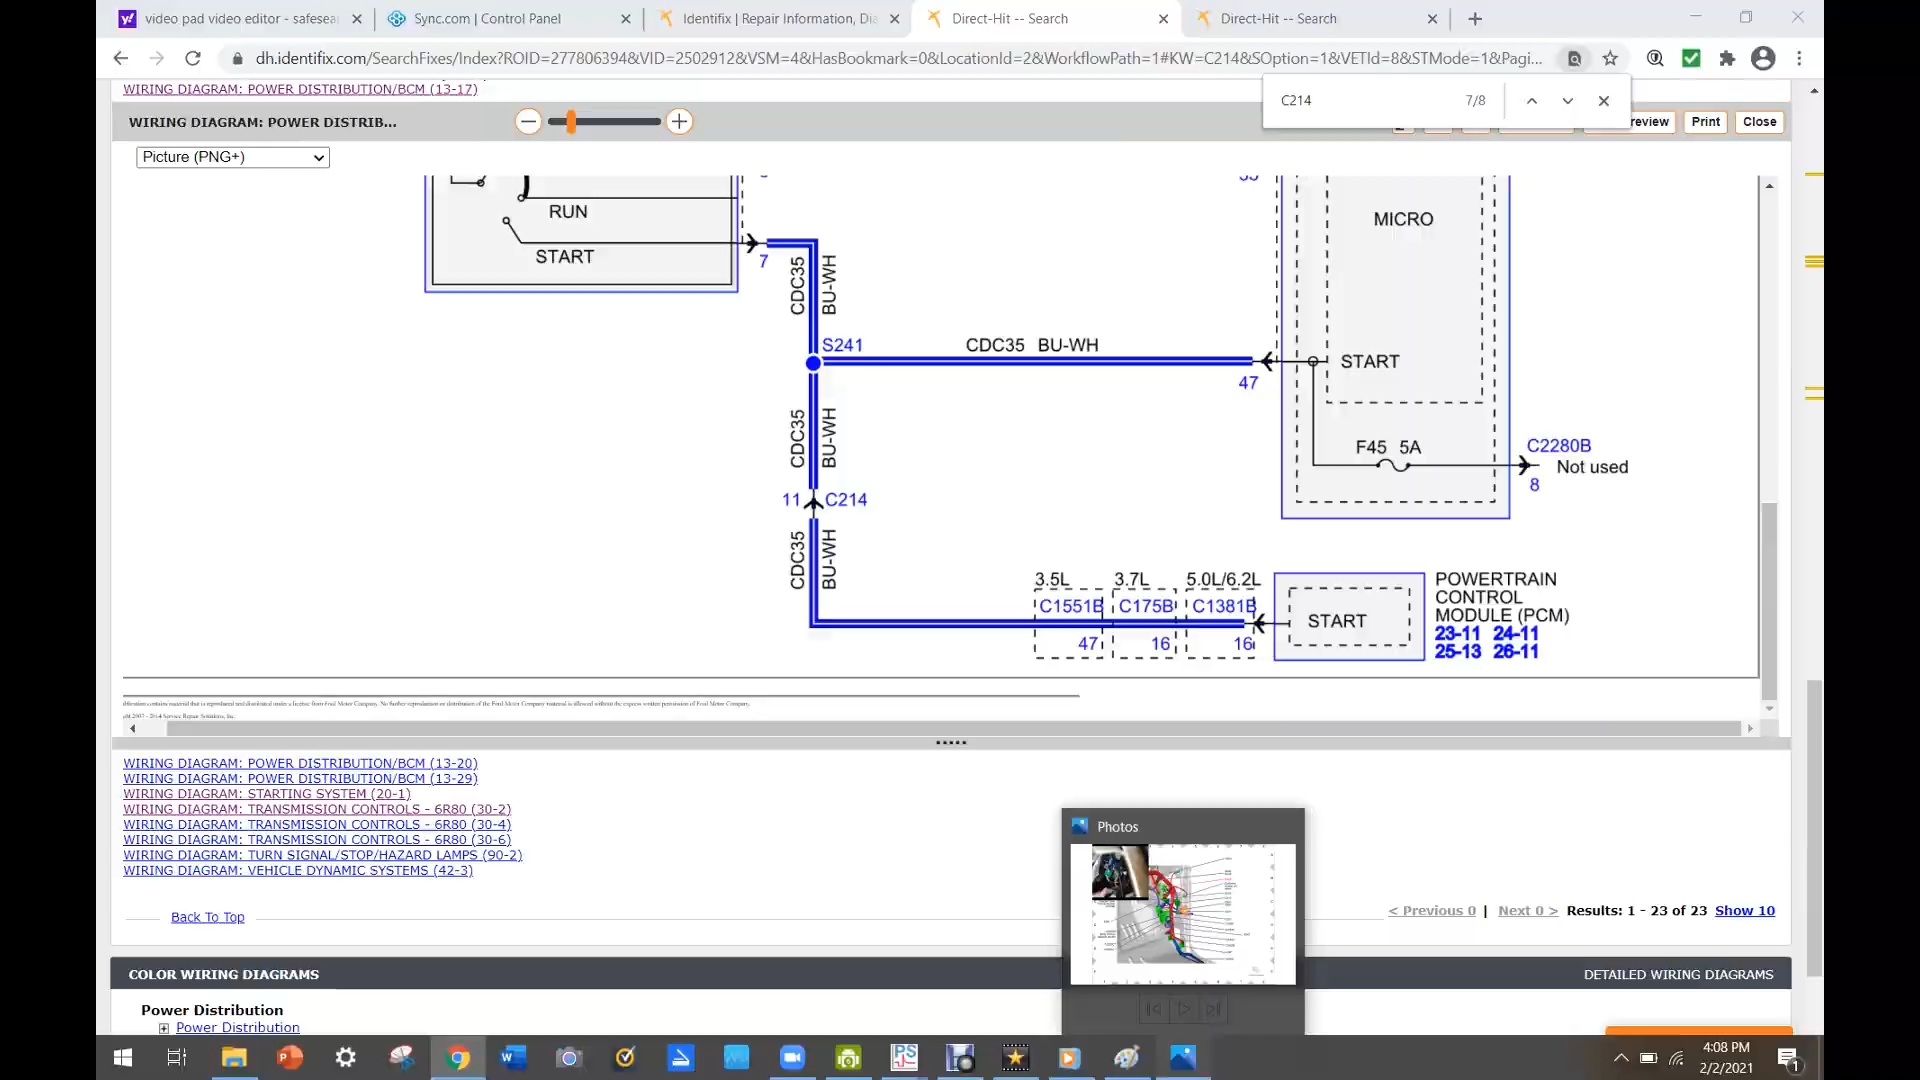 video pad video editor - safesea
Sync.com | Control Panel
Identifix | Repair Information, Dia
Direct-Hit -- Search
Direct-Hit -- Search
dh.identifix.com/SearchFixes/Index?ROID=277806394&VID=2502912&VSM=4&HasBookmark=0&LocationId=2&WorkflowPath=1#KW=C214&SOption=1&VETId=8&STMode=1&Pagi...
C214 7/8
WIRING DIAGRAM: POWER DISTRIBUTION/BCM (13-17)
WIRING DIAGRAM: POWER DISTRIB...
review Print Close
Picture (PNG+)
RUN
START
7
CDC35 BU-WH
MICRO
S241
CDC35 BU-WH
47
START
CDC35 BU-WH
F45 5A
C2280B
Not used
8
11 C214
CDC35 BU-WH
3.5L 3.7L 5.0L/6.2L
C1551B C175B C1381B
47 16 16
START
POWERTRAIN
CONTROL
MODULE (PCM)
23-11 24-11
25-13 26-11
WIRING DIAGRAM: POWER DISTRIBUTION/BCM (13-20)
WIRING DIAGRAM: POWER DISTRIBUTION/BCM (13-29)
WIRING DIAGRAM: STARTING SYSTEM (20-1)
WIRING DIAGRAM: TRANSMISSION CONTROLS - 6R80 (30-2)
WIRING DIAGRAM: TRANSMISSION CONTROLS - 6R80 (30-4)
WIRING DIAGRAM: TRANSMISSION CONTROLS - 6R80 (30-6)
WIRING DIAGRAM: TURN SIGNAL/STOP/HAZARD LAMPS (90-2)
WIRING DIAGRAM: VEHICLE DYNAMIC SYSTEMS (42-3)
Photos
Back To Top
< Previous 0 | Next 0 > Results: 1 - 23 of 23 Show 10
COLOR WIRING DIAGRAMS
DETAILED WIRING DIAGRAMS
Power Distribution
Power Distribution
4:08 PM
2/2/2021
1